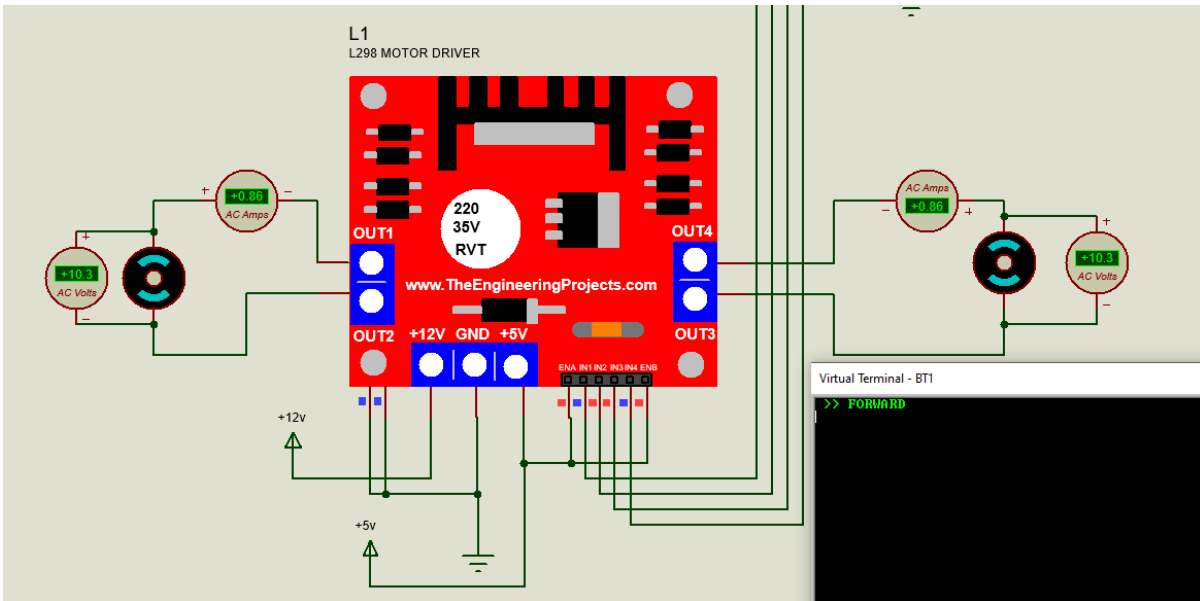 L1
L298 MOTOR DRIVER
+
+0.86
AC Amps
−
+
+10.3
AC Volts
−
OUT1
OUT2
220
35V
RVT
www.TheEngineeringProjects.com
OUT4
OUT3
+12V GND +5V
ENA IN1 IN2 IN3 IN4 ENB
AC Amps
+0.86
−
+
+
+10.3
AC Volts
−
+12v
+5v
Virtual Terminal - BT1
>> FORWARD